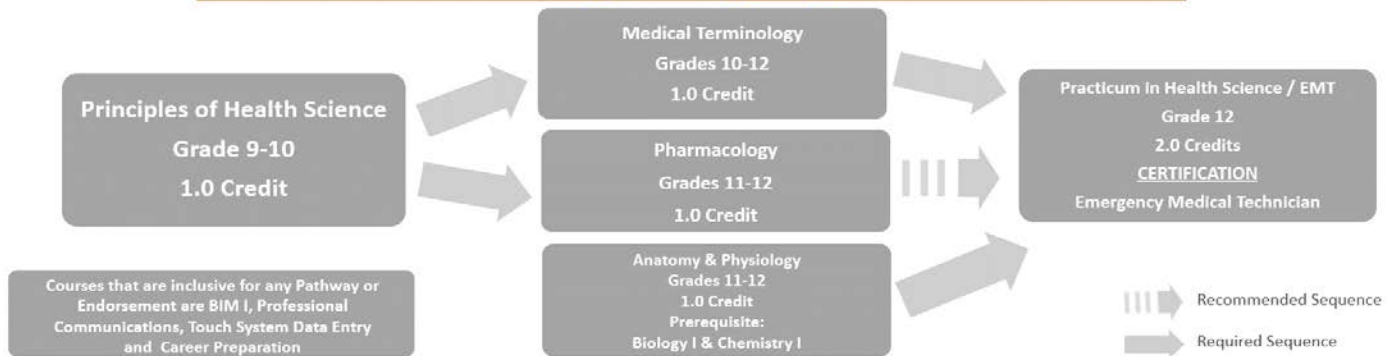 Principles of Health Science
Grade 9-10
1.0 Credit
Medical Terminology
Grades 10-12
1.0 Credit
Pharmacology
Grades 11-12
1.0 Credit
Anatomy & Physiology
Grades 11-12
1.0 Credit
Prerequisite:
Biology I & Chemistry I
Practicum in Health Science / EMT
Grade 12
2.0 Credits
CERTIFICATION
Emergency Medical Technician
Courses that are inclusive for any Pathway or
Endorsement are BIM I, Professional
Communications, Touch System Data Entry
and Career Preparation
Recommended Sequence
Required Sequence